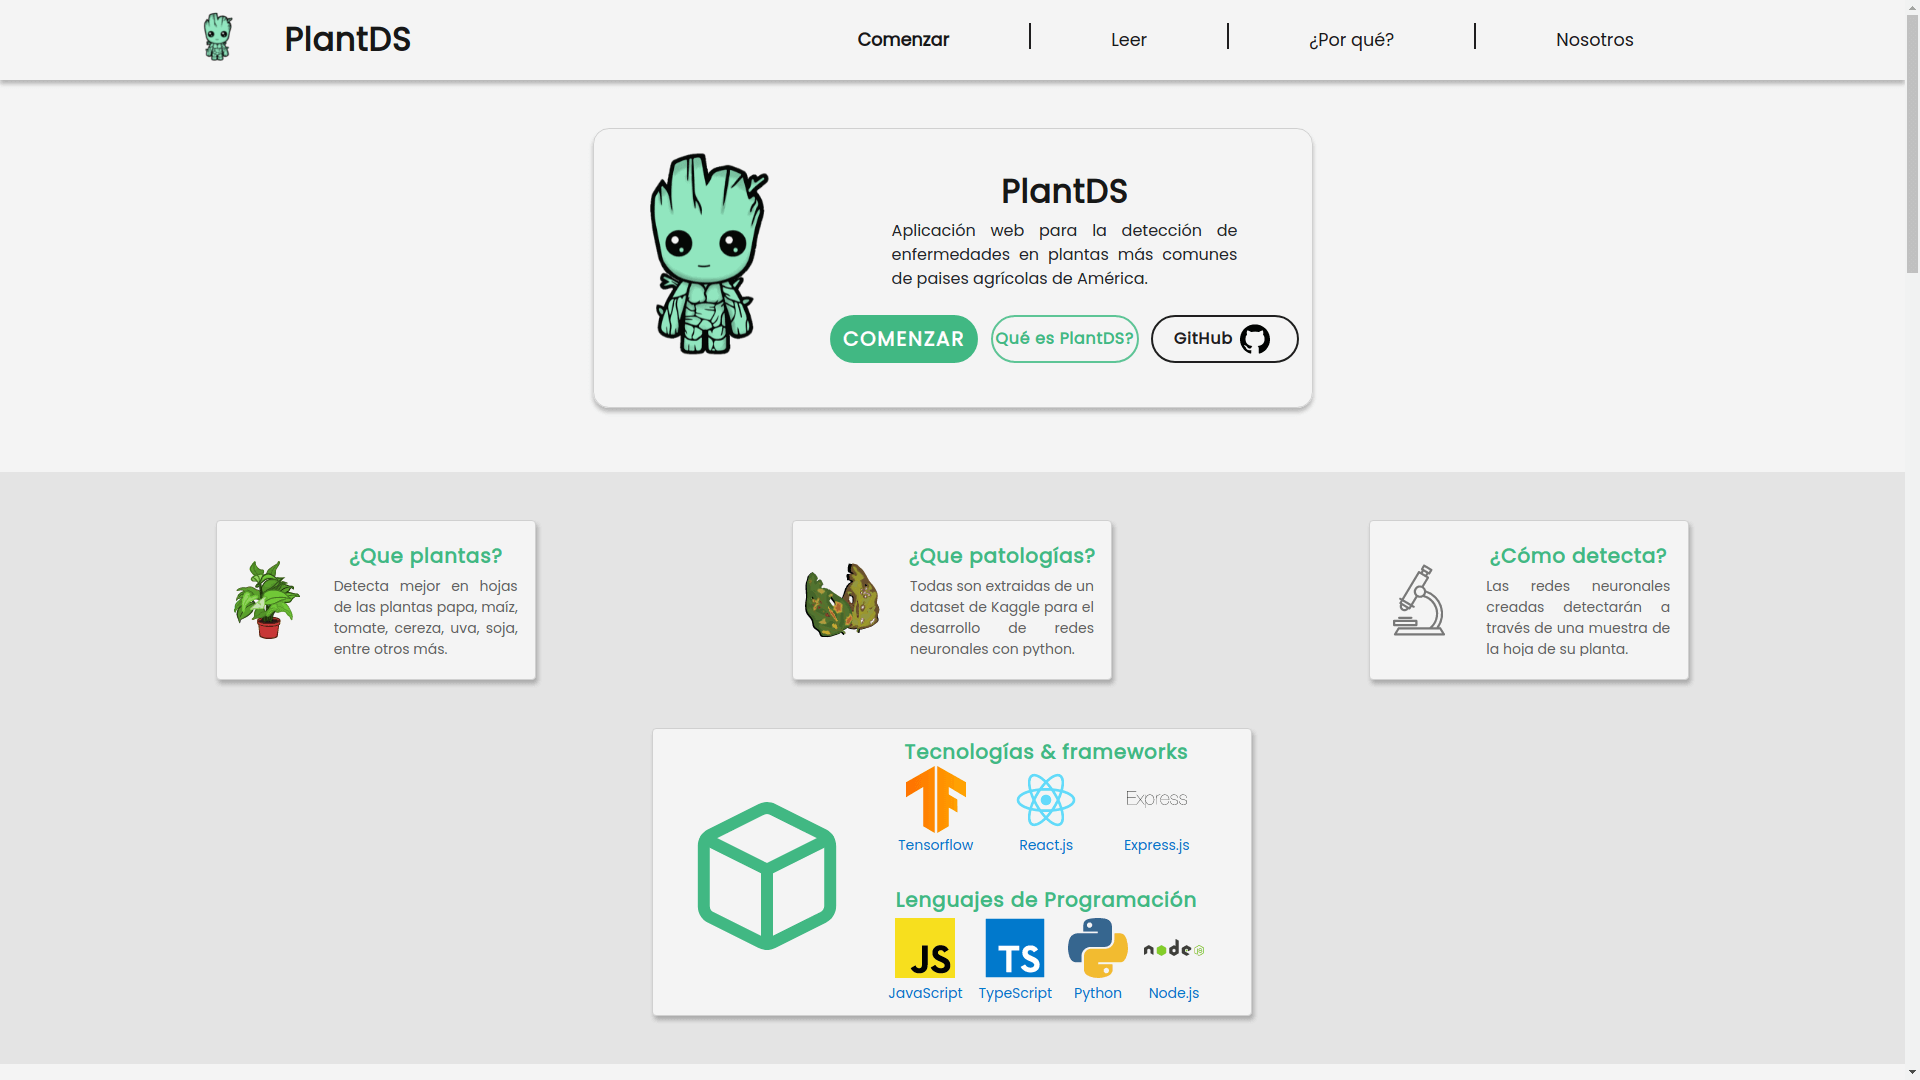 PlantDS
Comenzar
Leer
¿Por qué?
Nosotros
PlantDS
Aplicación web para la detección de
enfermedades en plantas más comunes
de paises agrícolas de América.
COMENZAR
Qué es PlantDS?
GitHub
¿Que plantas?
Detecta mejor en hojas
de las plantas papa, maíz,
tomate, cereza, uva, soja,
entre otros más.
¿Que patologías?
Todas son extraidas de un
dataset de Kaggle para el
desarrollo de redes
neuronales con python.
¿Cómo detecta?
Las redes neuronales
creadas detectarán a
través de una muestra de
la hoja de su planta.
Tecnologías & frameworks
Express
Tensorflow
React.js
Express.js
Lenguajes de Programación
JS
TS
node
JS
JavaScript
TypeScript
Python
Node.js